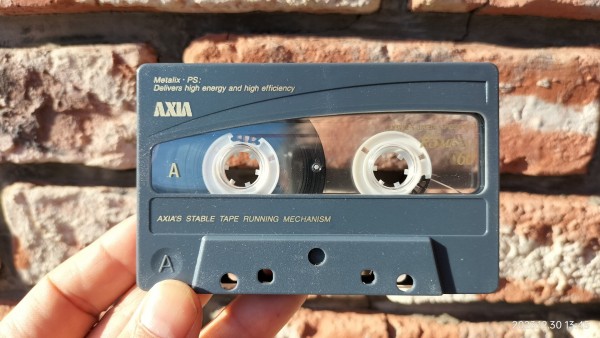 Metalix · PS:
Delivers high energy and high efficiency
AXIA
A
AXIA'S STABLE TAPE RUNNING MECHANISM
A